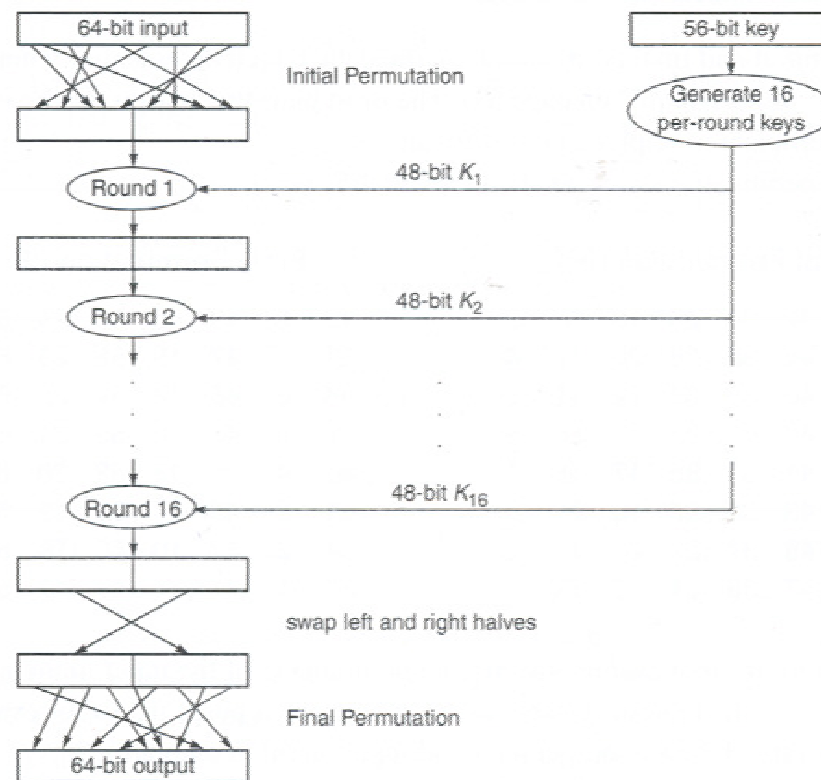 64-bit input
56-bit key
Initial Permutation
Generate 16
per-round keys
Round 1
48-bit K1
Round 2
48-bit K2
Round 16
48-bit K16
swap left and right halves
Final Permutation
64-bit output